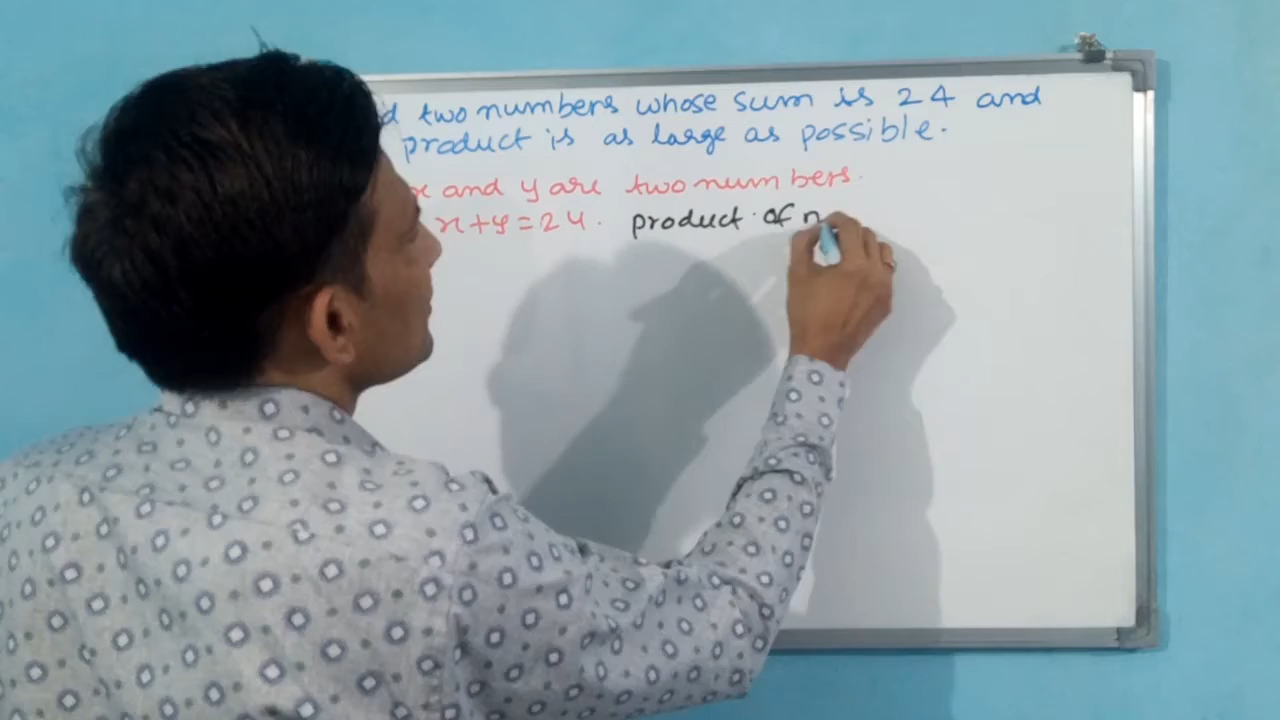 two numbers whose sum is 24 and
product is as large as possible.
x and y are two numbers.
x+y=24. product of n